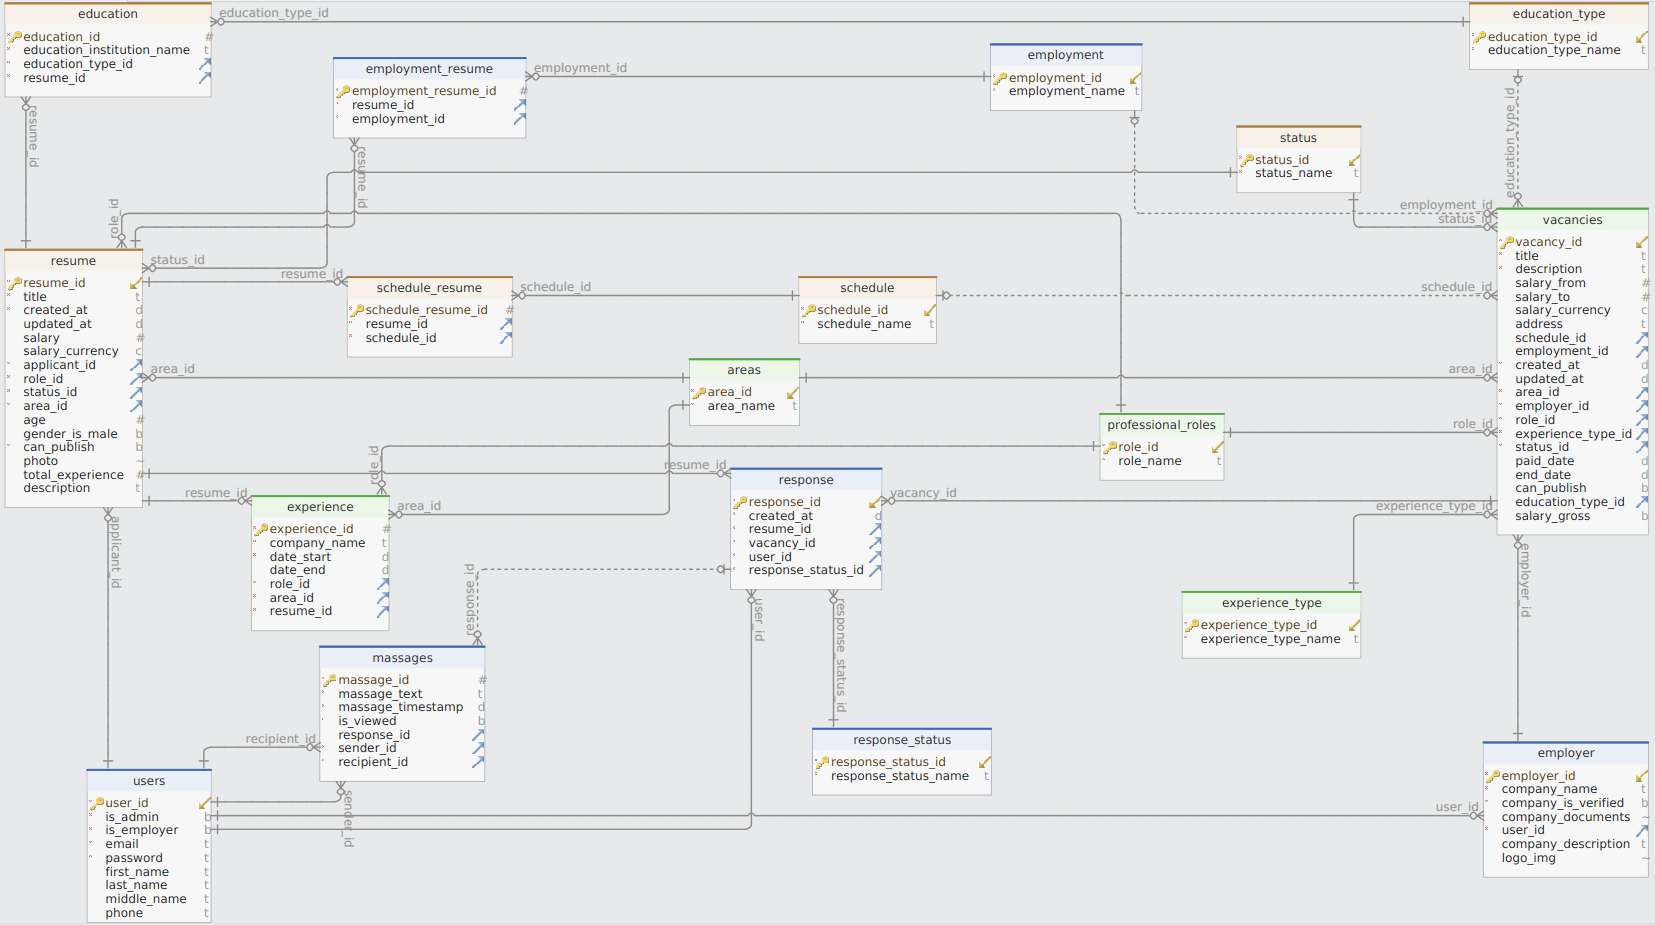 education
education_id #
education_institution_name t
education_type_id
resume_id
education_type_id
education_type
education_type_id
education_type_name t
employment_resume
employment_resume_id #
resume_id
employment_id
employment_id
employment
employment_id
employment_name t
status
status_id
status_name t
resume_id
resume_id
role_id
education_type_id
employment_id
status_id
vacancies
vacancy_id
title t
description t
salary_from #
salary_to #
salary_currency c
address t
schedule_id
employment_id
created_at d
updated_at d
area_id
employer_id
role_id
experience_type_id
status_id
paid_date d
end_date d
can_publish b
education_type_id
salary_gross b
resume
resume_id
title t
created_at d
updated_at d
salary #
salary_currency c
applicant_id
role_id
status_id
area_id
age #
gender_is_male b
can_publish b
photo ~
total_experience #
description t
status_id
resume_id
schedule_resume
schedule_resume_id #
resume_id
schedule_id
schedule_id
schedule
schedule_id
schedule_name t
schedule_id
area_id
areas
area_id
area_name t
area_id
professional_roles
role_id
role_name t
role_id
role_id
resume_id
resume_id
experience
experience_id #
company_name t
date_start d
date_end d
role_id
area_id
resume_id
area_id
response
response_id
created_at d
resume_id
vacancy_id
user_id
response_status_id
vacancy_id
experience_type_id
applicant_id
response_id
user_id
response_status_id
employer_id
experience_type
experience_type_id
experience_type_name t
massages
massage_id #
massage_text t
massage_timestamp d
is_viewed b
response_id
sender_id
recipient_id
recipient_id
sender_id
response_status
response_status_id
response_status_name t
users
user_id
is_admin b
is_employer b
email t
password t
first_name t
last_name t
middle_name t
phone t
user_id
employer
employer_id
company_name t
company_is_verified b
company_documents ~
user_id
company_description t
logo_img ~